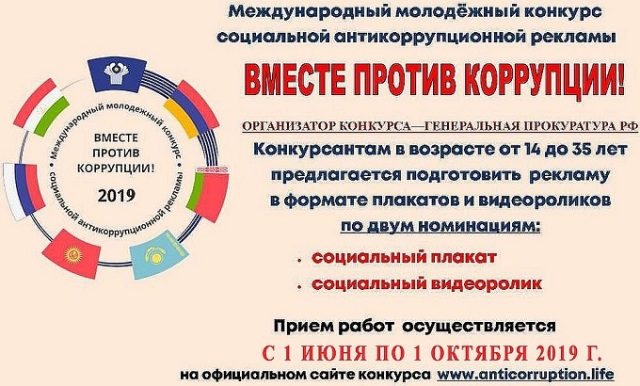 Международный молодёжный конкурс
социальной антикоррупционной рекламы
ВМЕСТЕ ПРОТИВ КОРРУПЦИИ!
ОРГАНИЗАТОР КОНКУРСА—ГЕНЕРАЛЬНАЯ ПРОКУРАТУРА РФ
Конкурсантам в возрасте от 14 до 35 лет
предлагается подготовить рекламу
в формате плакатов и видеороликов
по двум номинациям:
• социальный плакат
• социальный видеоролик
Прием работ осуществляется
С 1 ИЮНЯ ПО 1 ОКТЯБРЯ 2019 Г.
на официальном сайте конкурса www.anticorruption.life
• Международный молодежный конкурс •
социальной антикоррупционной рекламы
ВМЕСТЕ
ПРОТИВ
КОРРУПЦИИ!
2019